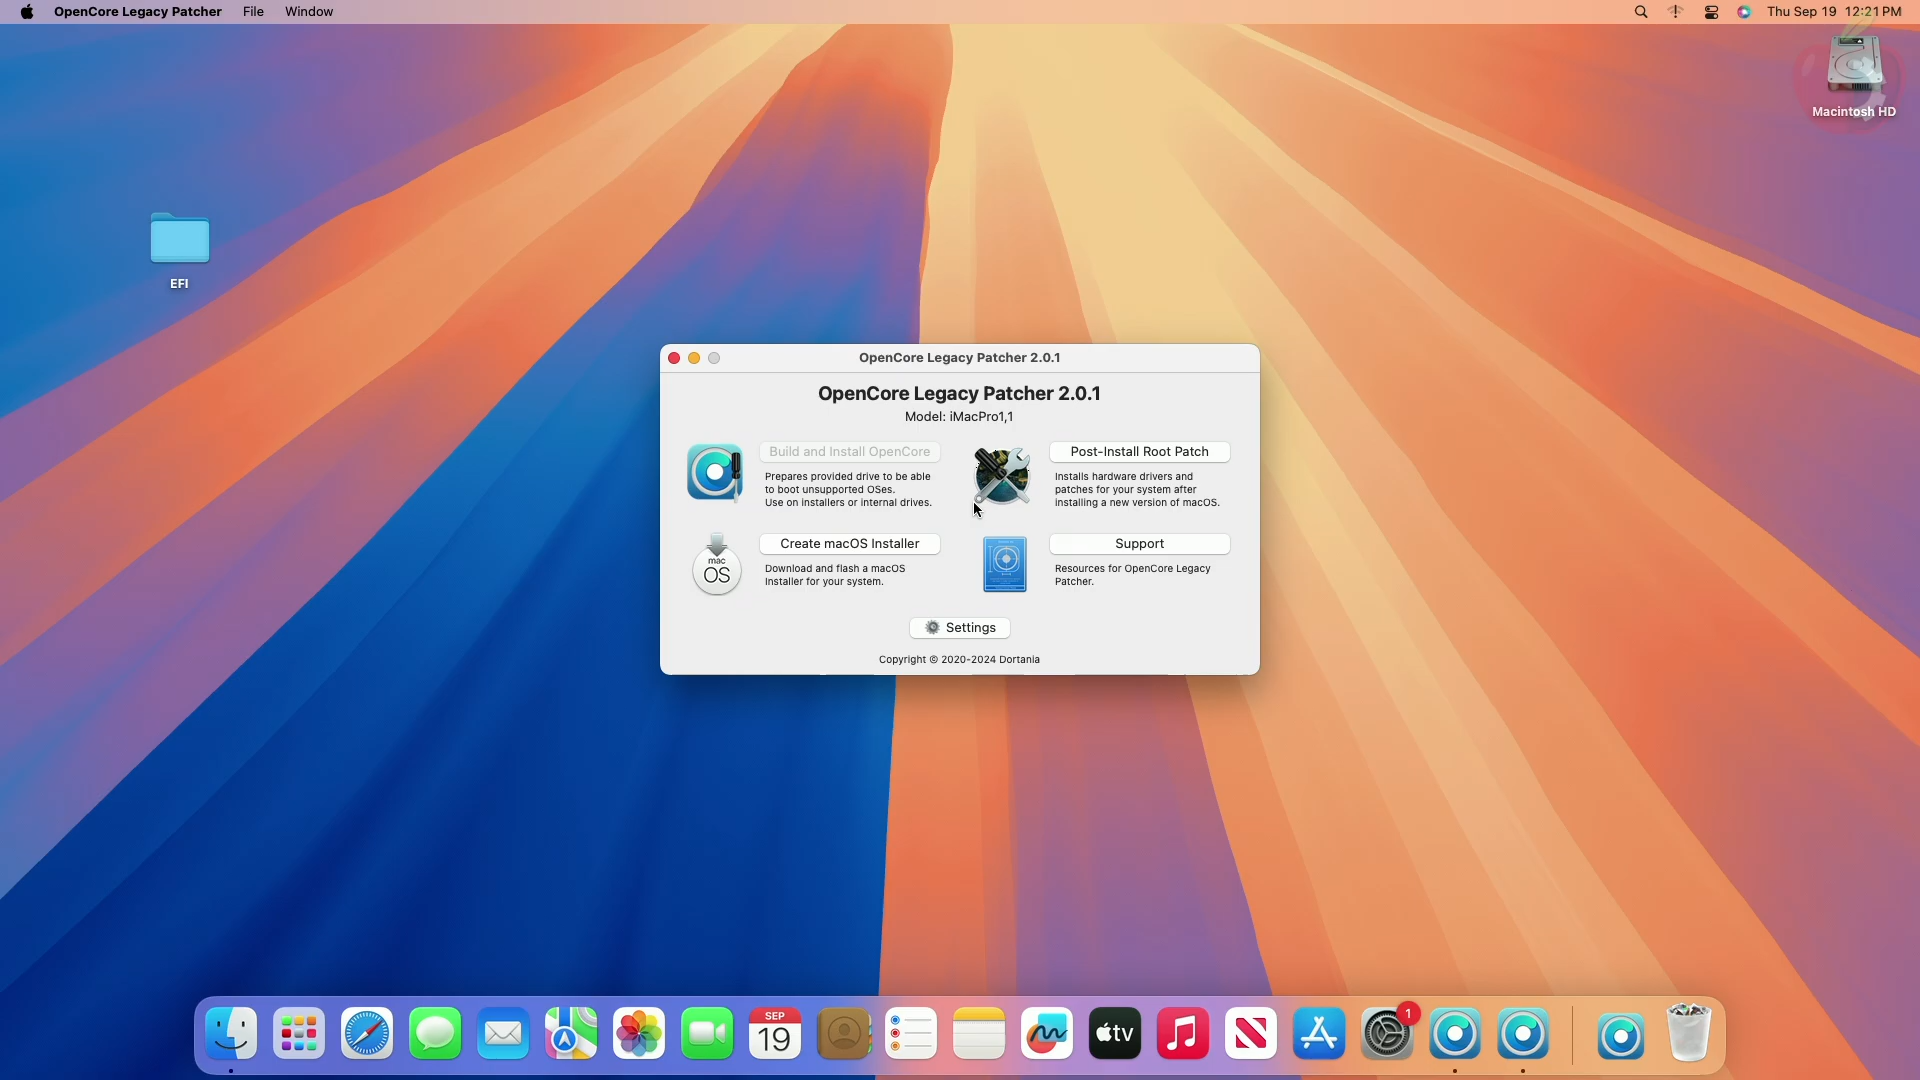 OpenCore Legacy Patcher File Window
Thu Sep 19 12:21 PM
Macintosh HD
EFI
OpenCore Legacy Patcher 2.0.1
OpenCore Legacy Patcher 2.0.1
Model: iMacPro1,1
Build and Install OpenCore
Prepares provided drive to be able
to boot unsupported OSes.
Use on installers or internal drives.
Post-Install Root Patch
Installs hardware drivers and
patches for your system after
installing a new version of macOS.
mac
OS
Create macOS Installer
Download and flash a macOS
Installer for your system.
Support
Resources for OpenCore Legacy
Patcher.
Settings
Copyright © 2020-2024 Dortania
SEP
19
tv
1